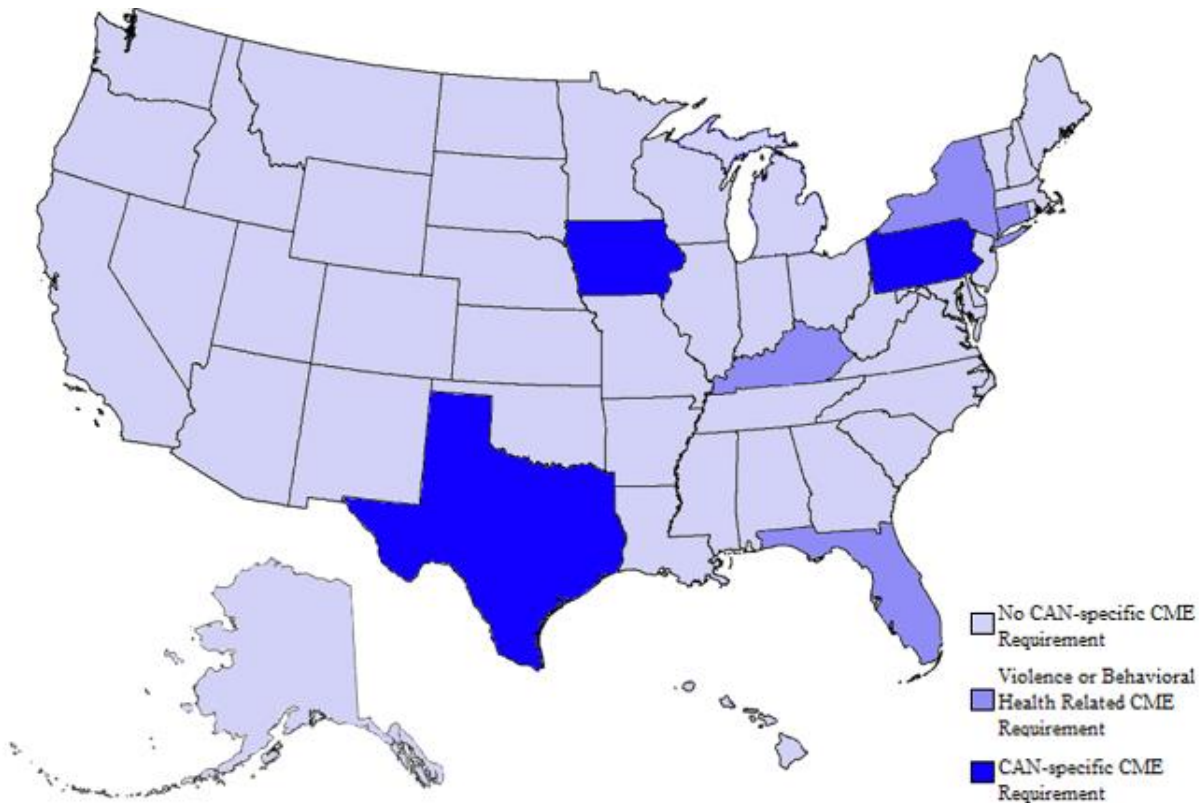 No CAN-specific CME
Requirement
Violence or Behavioral
Health Related CME
Requirement
CAN-specific CME
Requirement